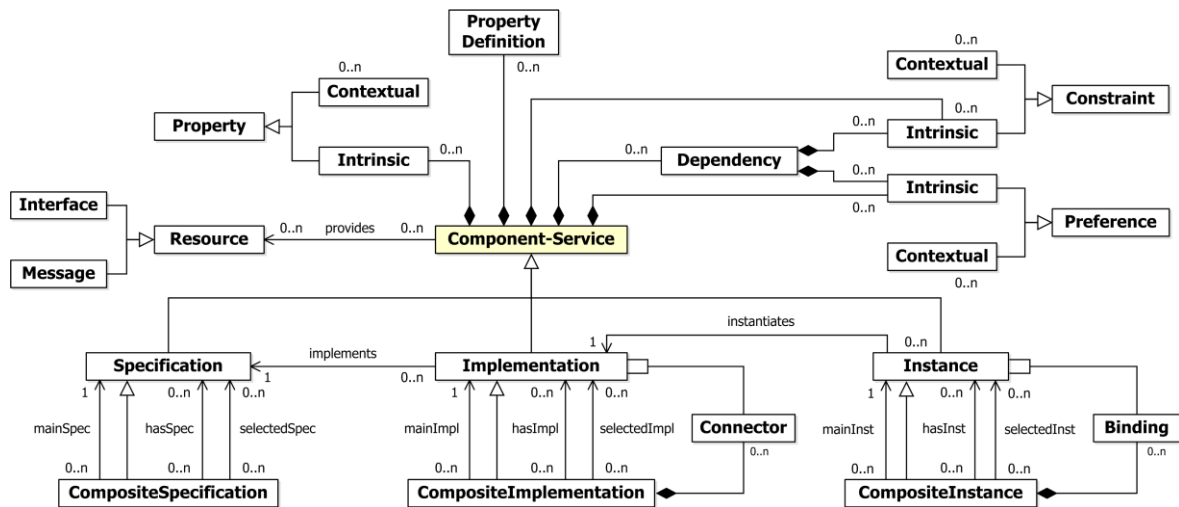 Property
Definition
0..n
0..n
Contextual
0..n
Contextual
Constraint
Property
0..n
Intrinsic
0..n
0..n
Intrinsic
0..n
Dependency
0..n
Intrinsic
0..n
Preference
Contextual
0..n
Interface
Resource
Message
0..n
provides
0..n
Component-Service
instantiates
Specification
implements
1
0..n
Implementation
1
0..n
Instance
1
0..n
0..n
mainSpec
hasSpec
selectedSpec
0..n
0..n
0..n
CompositeSpecification
1
0..n
0..n
mainImpl
hasImpl
selectedImpl
0..n
0..n
0..n
CompositeImplementation
Connector
0..n
1
0..n
0..n
mainInst
hasInst
selectedInst
0..n
0..n
0..n
CompositeInstance
Binding
0..n